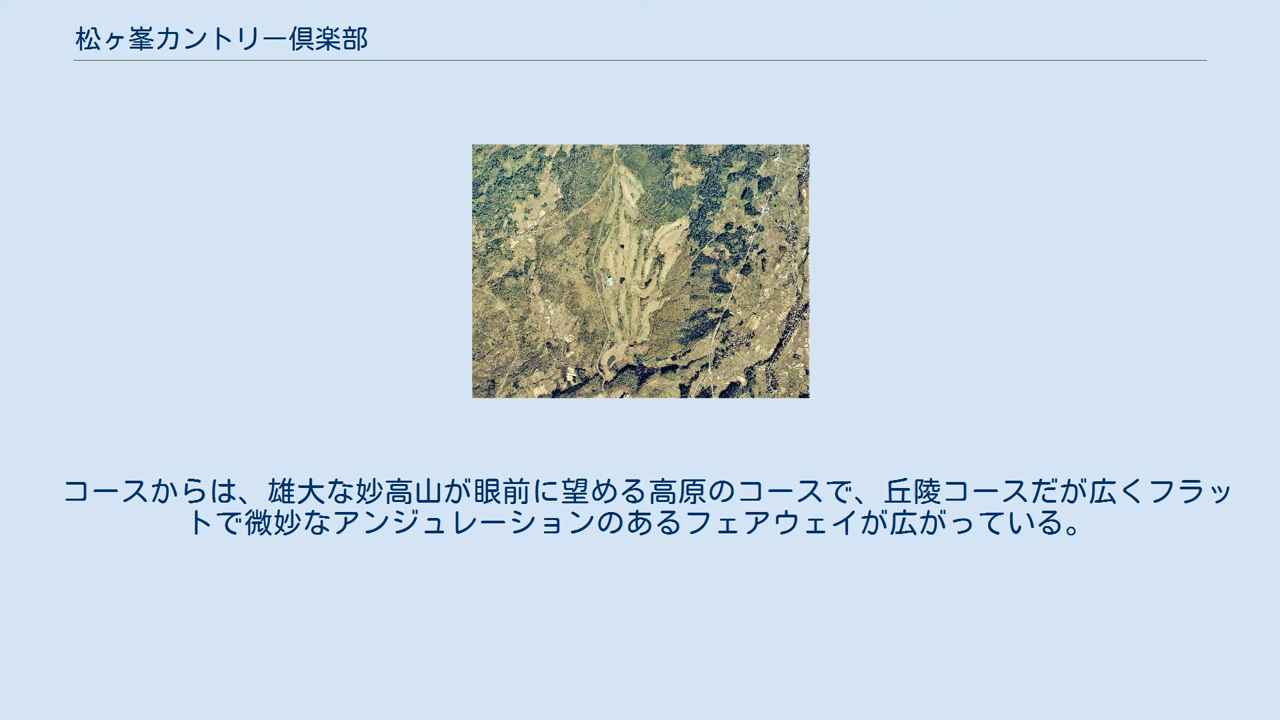 松ヶ峯カントリー倶楽部
コースからは、雄大な妙高山が眼前に望める高原のコースで、丘陵コースだが広くフラッ
トで微妙なアンジュレーションのあるフェアウェイが広がっている。